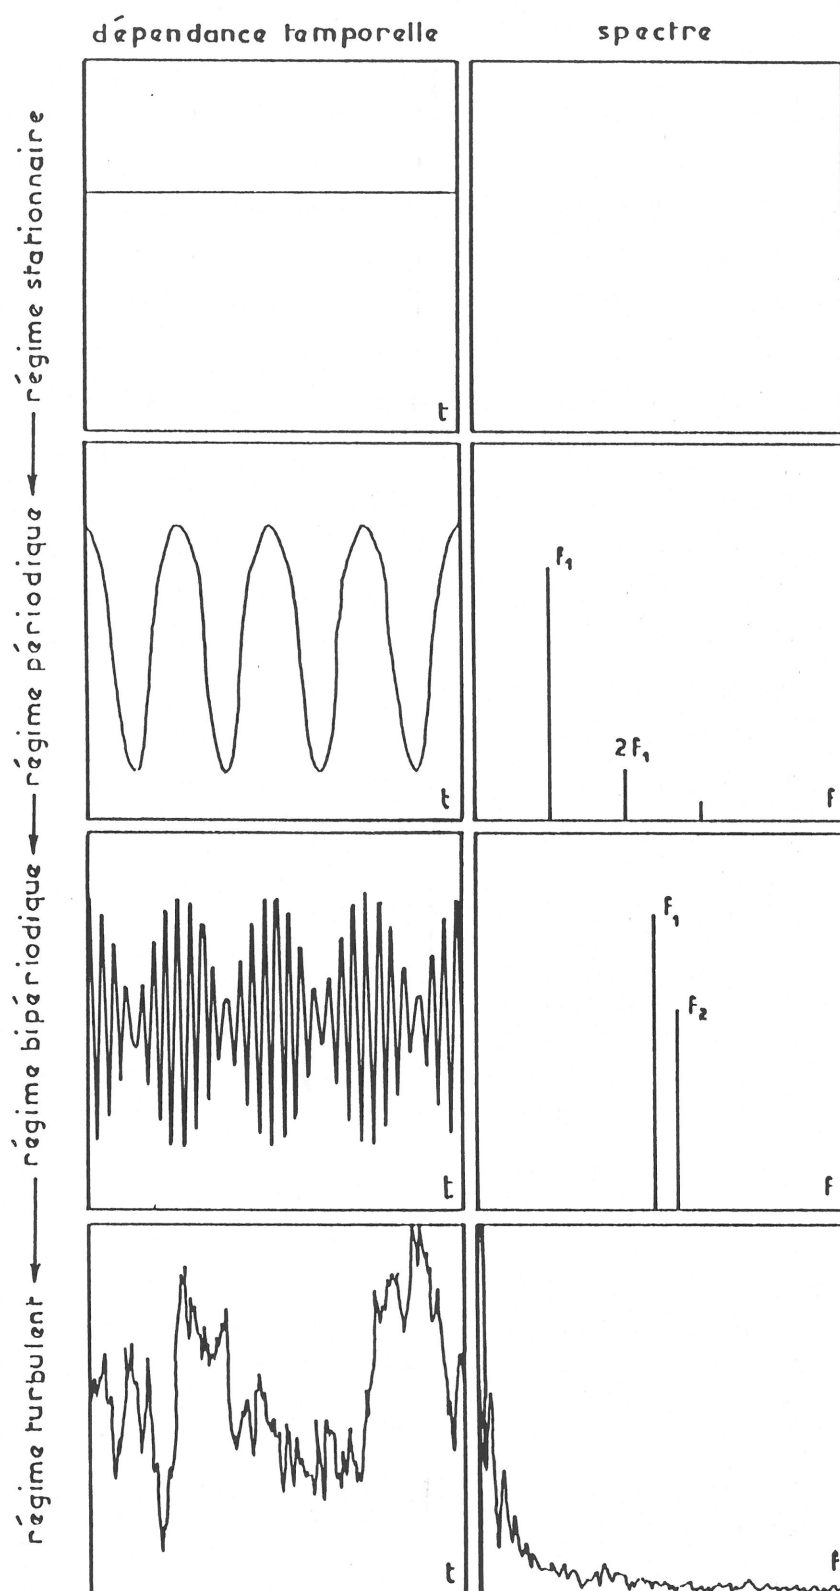 dépendance temporelle
spectre
régime stationnaire
t
régime périodique
t
f₁
2f₁
f
régime bipériodique
t
f₁
f₂
f
régime turbulent
t
f